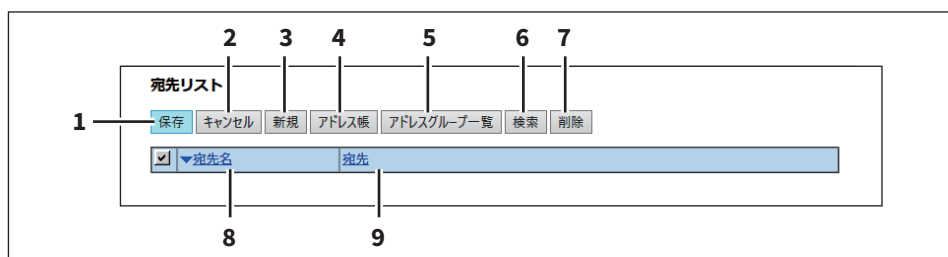 2 3 4 5 6 7
宛先リスト
1 保存 キャンセル 新規 アドレス帳 アドレスグループ一覧 検索 削除
▼宛先名 宛先
8 9